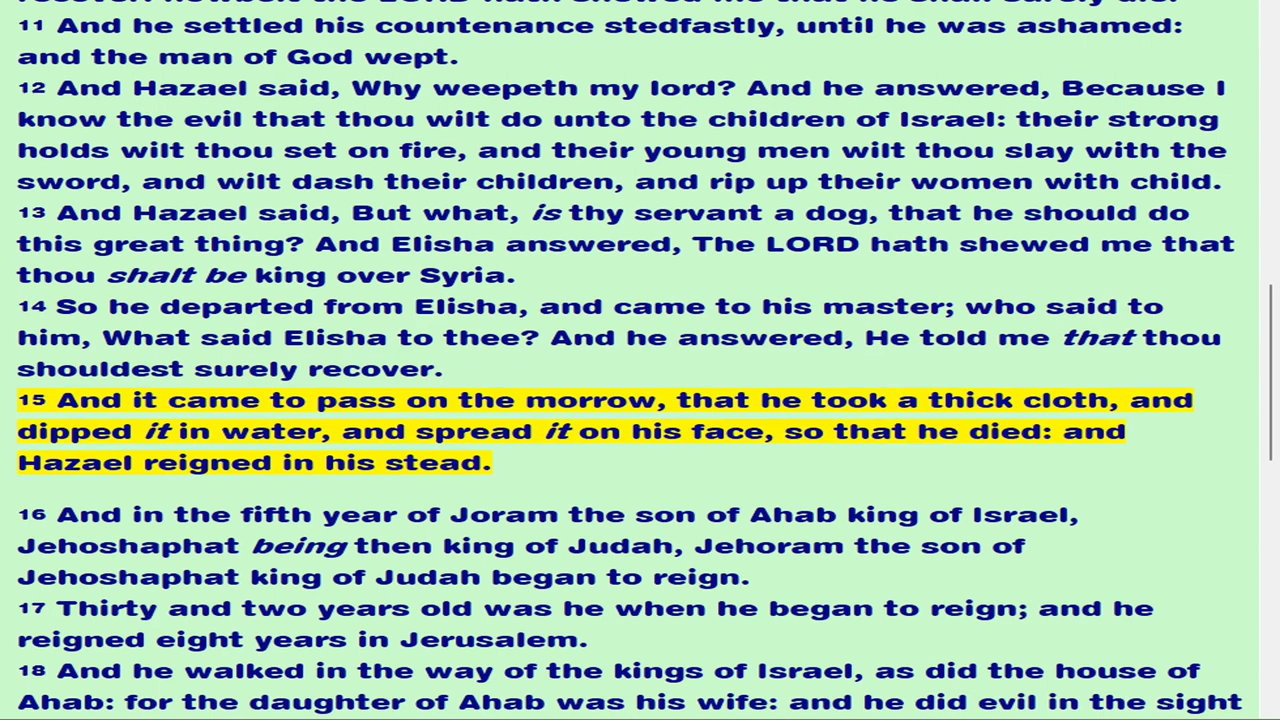 11 And he settled his countenance stedfastly, until he was ashamed:
and the man of God wept.
12 And Hazael said, Why weepeth my lord? And he answered, Because I
know the evil that thou wilt do unto the children of Israel: their strong
holds wilt thou set on fire, and their young men wilt thou slay with the
sword, and wilt dash their children, and rip up their women with child.
13 And Hazael said, But what, is thy servant a dog, that he should do
this great thing? And Elisha answered, The LORD hath shewed me that
thou shalt be king over Syria.
14 So he departed from Elisha, and came to his master; who said to
him, What said Elisha to thee? And he answered, He told me that thou
shouldest surely recover.
15 And it came to pass on the morrow, that he took a thick cloth, and
dipped it in water, and spread it on his face, so that he died: and
Hazael reigned in his stead.
16 And in the fifth year of Joram the son of Ahab king of Israel,
Jehoshaphat being then king of Judah, Jehoram the son of
Jehoshaphat king of Judah began to reign.
17 Thirty and two years old was he when he began to reign; and he
reigned eight years in Jerusalem.
18 And he walked in the way of the kings of Israel, as did the house of
Ahab: for the daughter of Ahab was his wife: and he did evil in the sight